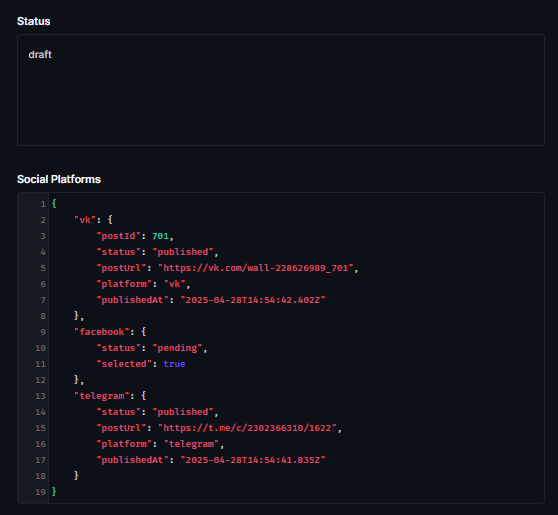 Status
draft
Social Platforms
1 {
2 "vk": {
3 "postId": 701,
4 "status": "published",
5 "postUrl": "https://vk.com/wall-228626989_701",
6 "platform": "vk",
7 "publishedAt": "2025-04-28T14:54:42.402Z"
8 },
9 "facebook": {
10 "status": "pending",
11 "selected": true
12 },
13 "telegram": {
14 "status": "published",
15 "postUrl": "https://t.me/c/2302366310/1622",
16 "platform": "telegram",
17 "publishedAt": "2025-04-28T14:54:41.835Z"
18 }
19 }